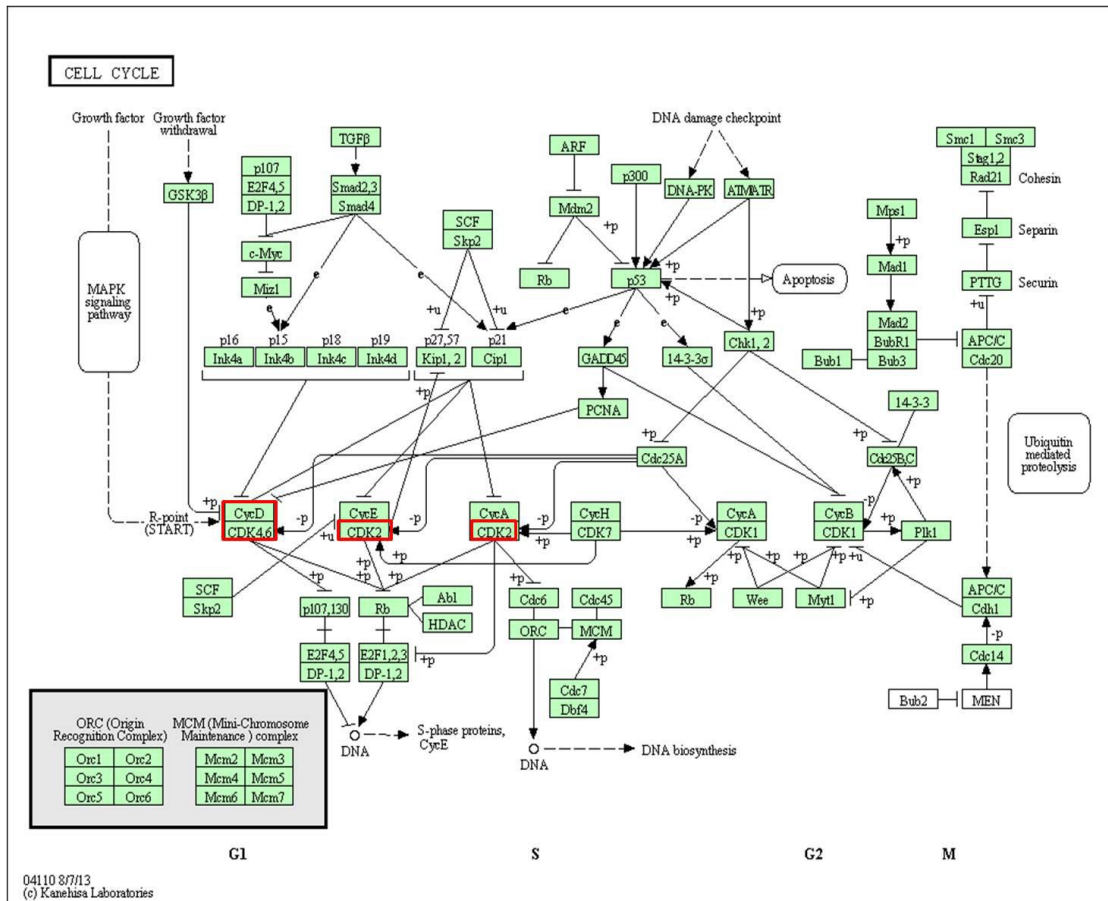 CELL CYCLE
Growth factor
Growth factor
withdrawal
TGFβ
DNA damage checkpoint
Smc1
Smc3
Stag1,2
Rad21
Cohesin
p107
E2F4,5
DP-1,2
ARF
GSK3β
Smad2,3
Smad4
p300
DNA-PK
ATM/ATR
Mdm2
+p
SCF
Skp2
Mps1
+p
Esp1
Separin
c-Myc
Miz1
Rb
p53
+p
+p
Apoptosis
Mad1
PTTG
Securin
+u
MAPK
signaling
pathway
e
e
e
e
e
e
+u
+u
+p
Mad2
BubR1
Bub3
Bub1
APC/C
Cdc20
p16
Ink4a
p15
Ink4b
p18
Ink4c
p19
Ink4d
p27,57
Kip1, 2
p21
Cip1
GADD45
14-3-3σ
Chk1, 2
+p
PCNA
14-3-3
+p
+p
Cdc25A
Cdc25B,C
Ubiquitin
mediated
proteolysis
R-point
(START)
+p
CycD
CDK4,6
-p
CycE
CDK2
-p
+u
CycA
CDK2
-p
+p
CycH
CDK7
-p
+p
CycA
CDK1
CycB
CDK1
-p
+p
+p
Plk1
+p
+p
+p
+p
+p
+p
+p
+p
+u
SCF
Skp2
p107,130
Rb
Abl
HDAC
Cdc6
Cdc45
Rb
Wee
Myt1
+p
APC/C
Cdh1
-p
ORC
MCM
E2F4,5
DP-1,2
E2F1,2,3
DP-1,2
+p
+p
Cdc7
Dbf4
Cdc14
Bub2
MEN
DNA
S-phase proteins,
CycE
DNA
DNA biosynthesis
ORC (Origin
Recognition Complex)
MCM (Mini-Chromosome
Maintenance ) complex
Orc1
Orc2
Mcm2
Mcm3
Orc3
Orc4
Mcm4
Mcm5
Orc5
Orc6
Mcm6
Mcm7
G1
S
G2
M
04110 8/7/13
(c) Kanehisa Laboratories